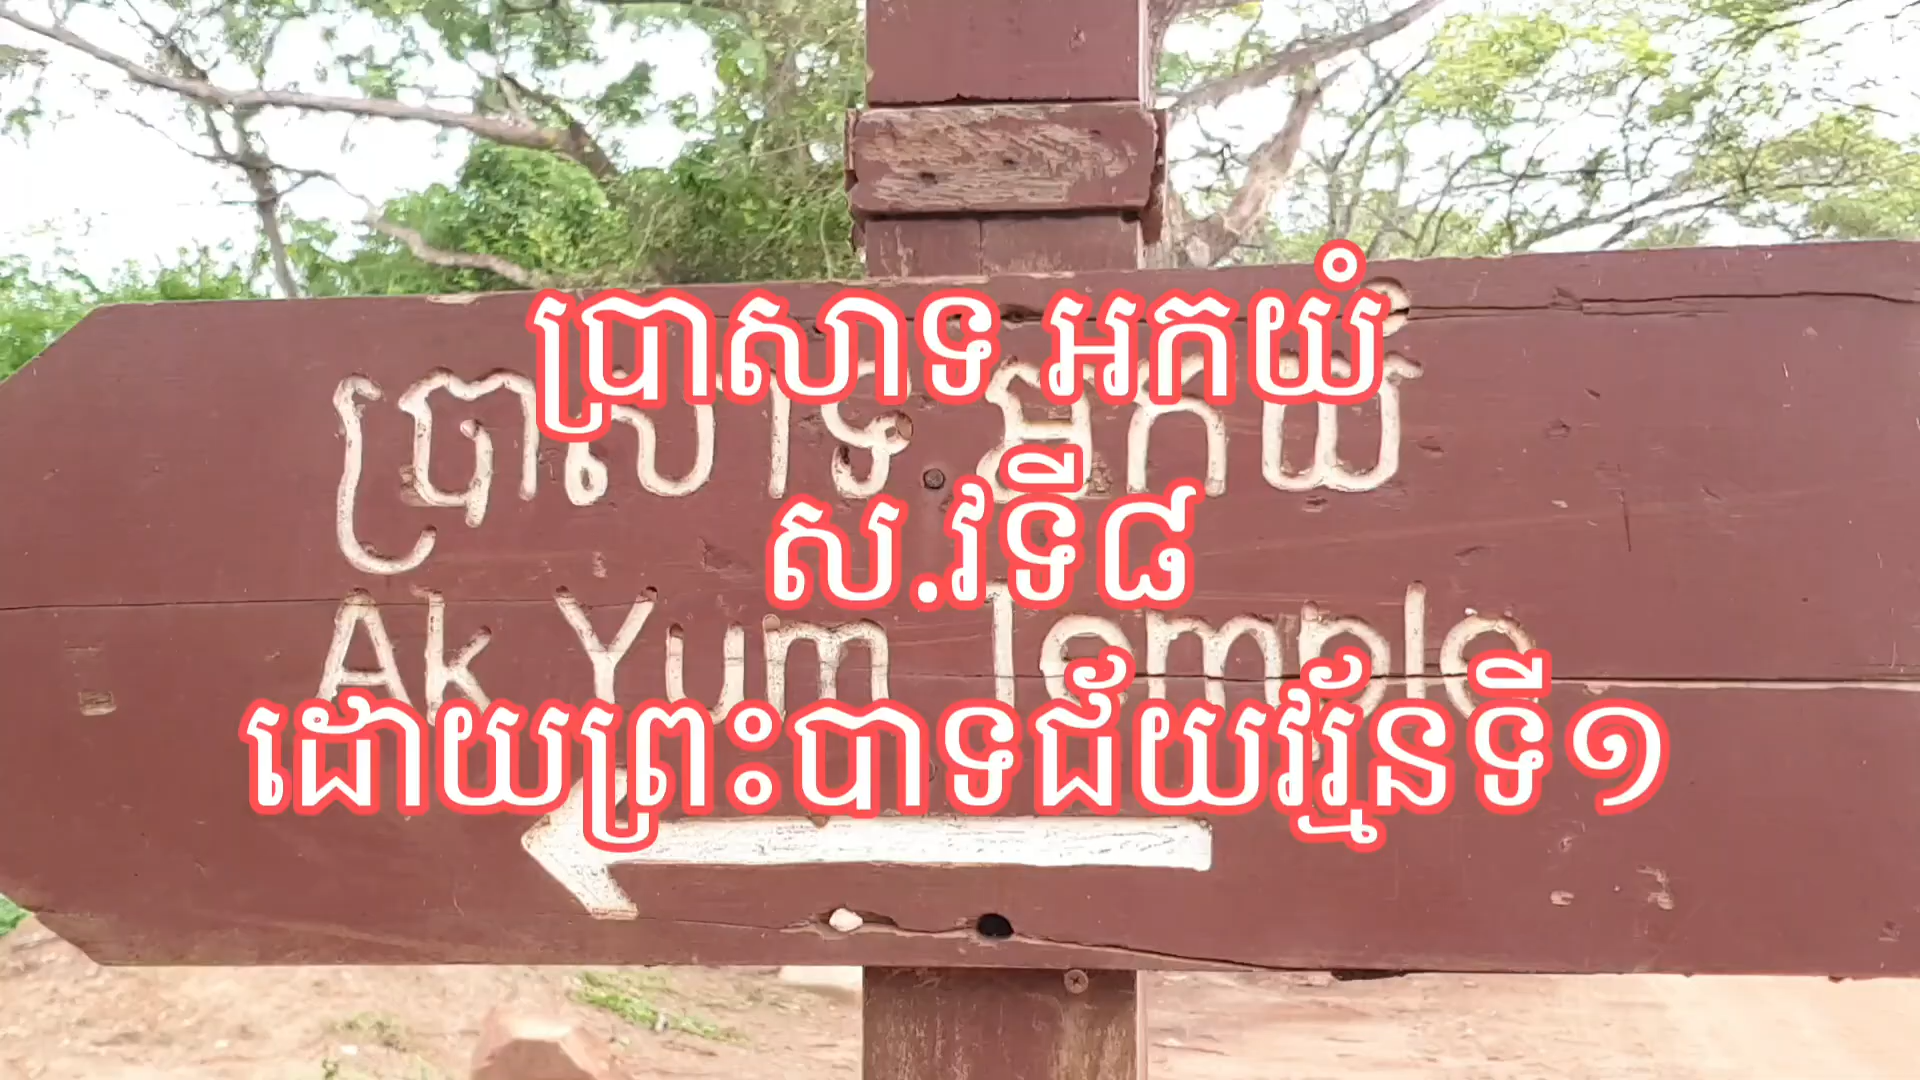 ប្រាសាទ អកយំ
ប្រាសាទ អកយំ
ស.វទី៨
Ak Yum Temple
ដោយព្រះបាទជ័យវរ្ម័នទី១